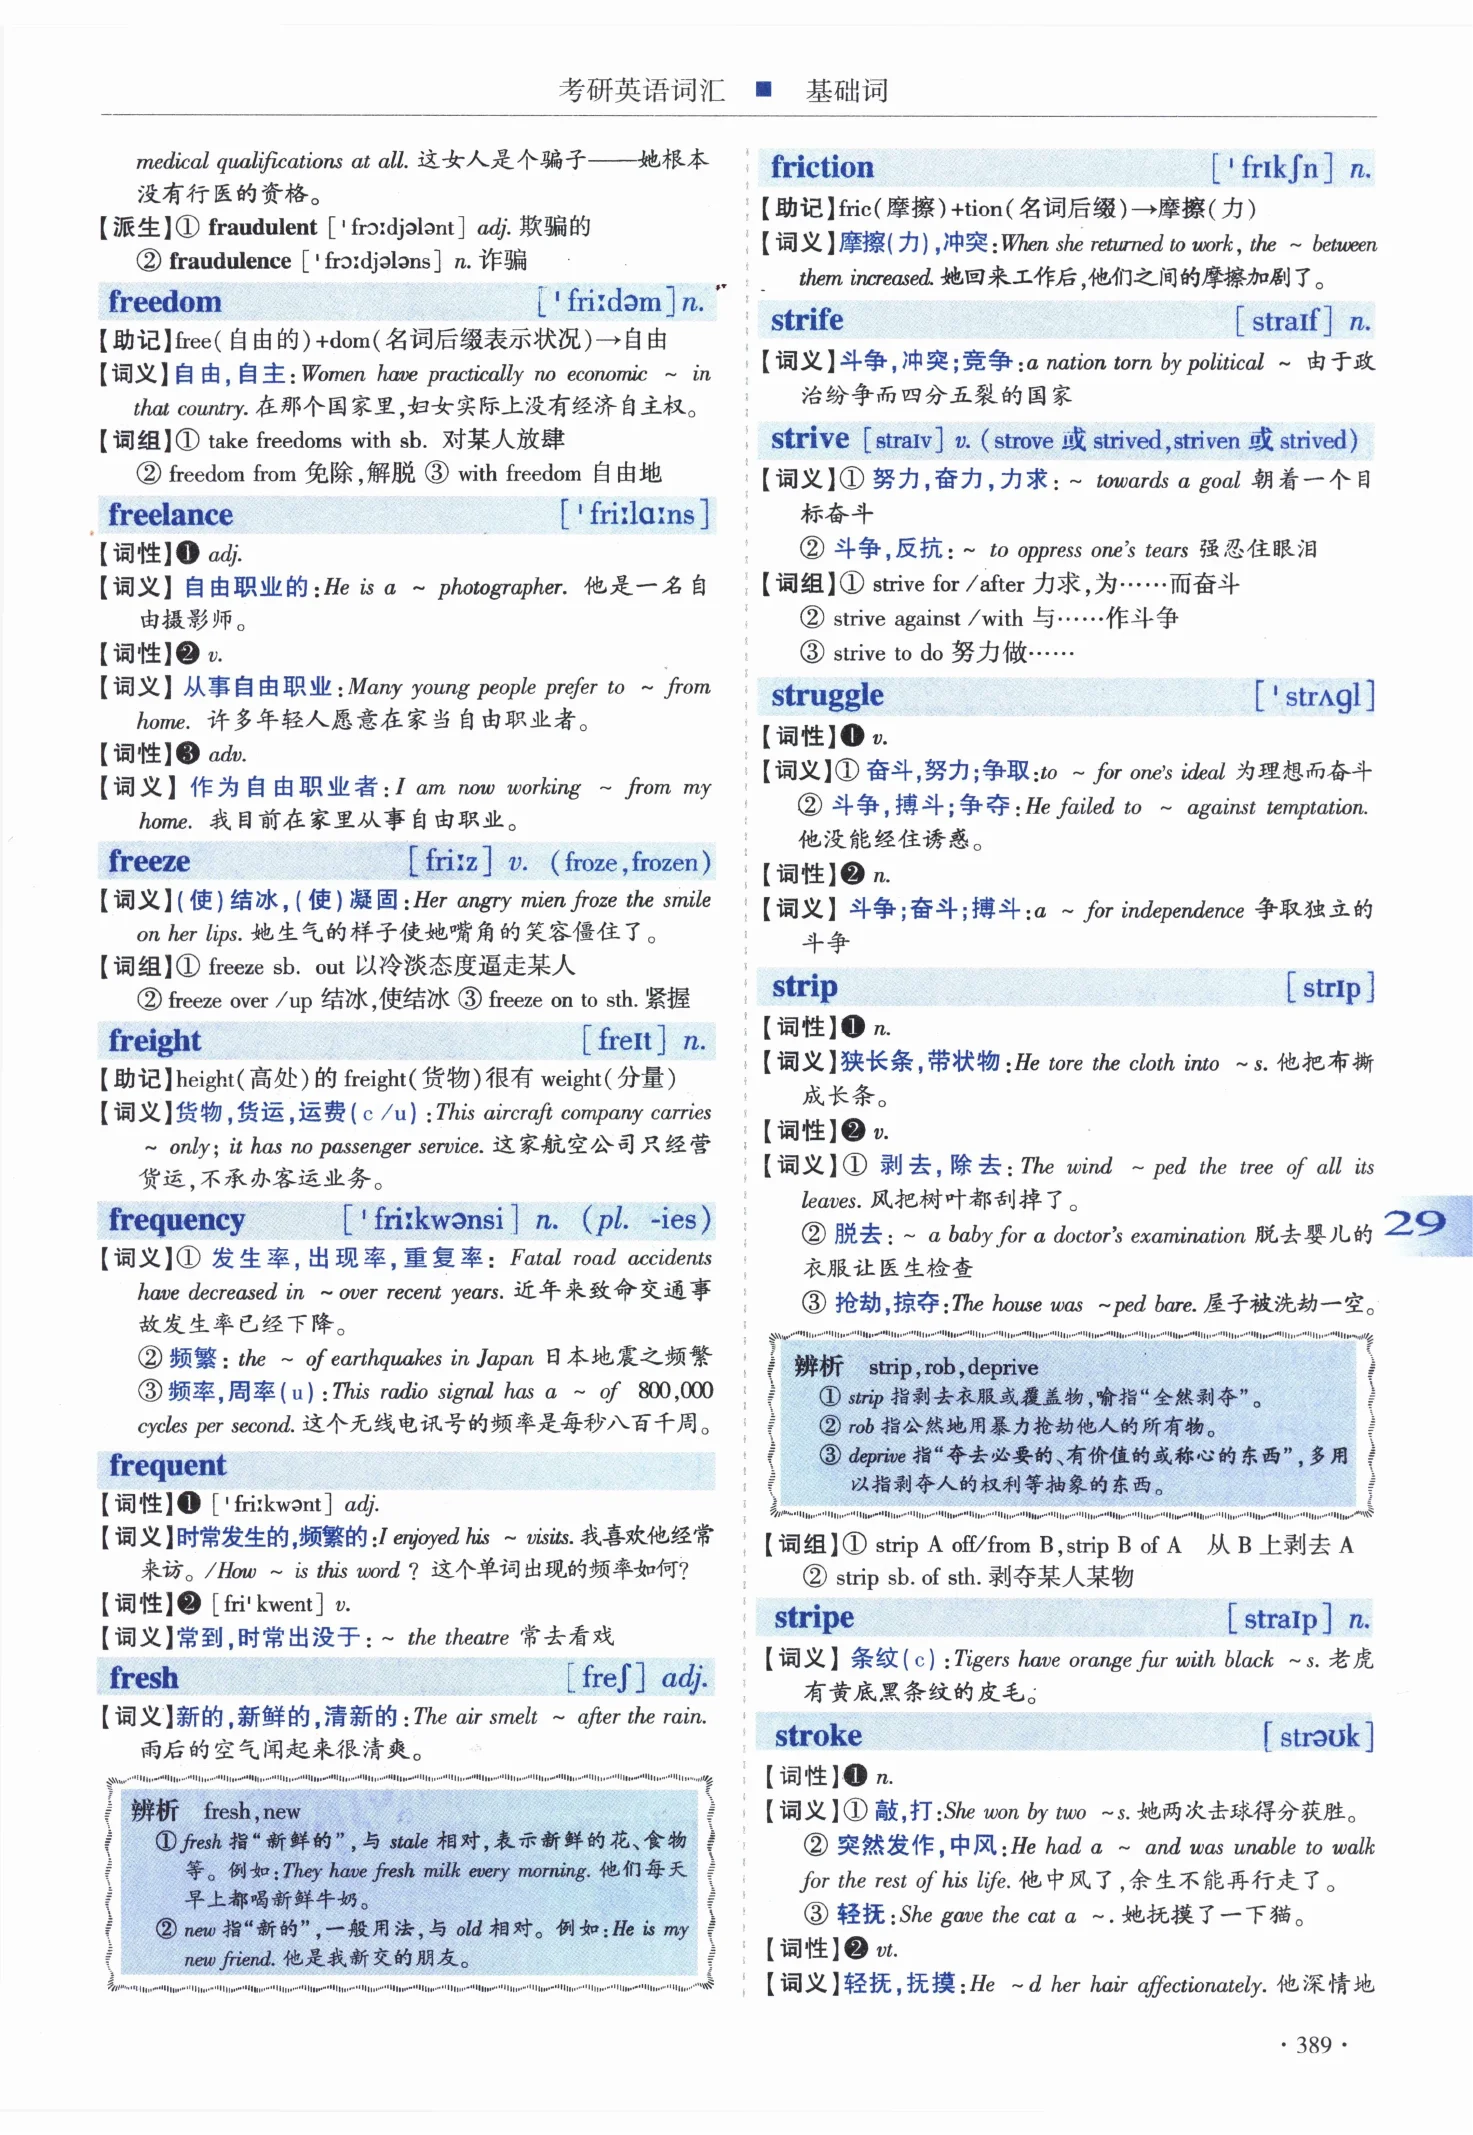 考研英语词汇 ■ 基础词
medical qualifications at all. 这女人是个骗子——她根本
没有行医的资格。
【派生】① fraudulent [ˈfrɔːdjələnt] adj. 欺骗的
② fraudulence [ˈfrɔːdjələns] n. 诈骗
freedom [ˈfriːdəm] n.
【助记】free(自由的)+dom(名词后缀表示状况)→自由
【词义】自由,自主:Women have practically no economic ~ in
that country. 在那个国家里,妇女实际上没有经济自主权。
【词组】① take freedoms with sb. 对某人放肆
② freedom from 免除,解脱 ③ with freedom 自由地
freelance [ˈfriːlɑːns]
【词性】❶ adj.
【词义】自由职业的:He is a ~ photographer. 他是一名自
由摄影师。
【词性】❷ v.
【词义】从事自由职业:Many young people prefer to ~ from
home. 许多年轻人愿意在家当自由职业者。
【词性】❸ adv.
【词义】作为自由职业者:I am now working ~ from my
home. 我目前在家里从事自由职业。
freeze [friːz] v. (froze,frozen)
【词义】(使)结冰,(使)凝固:Her angry mien froze the smile
on her lips. 她生气的样子使她嘴角的笑容僵住了。
【词组】① freeze sb. out 以冷淡态度逼走某人
② freeze over /up 结冰,使结冰 ③ freeze on to sth. 紧握
freight [freɪt] n.
【助记】height(高处)的 freight(货物)很有 weight(分量)
【词义】货物,货运,运费(c /u):This aircraft company carries
~ only; it has no passenger service. 这家航空公司只经营
货运,不承办客运业务。
frequency [ˈfriːkwənsi] n. (pl. -ies)
【词义】① 发生率,出现率,重复率: Fatal road accidents
have decreased in ~ over recent years. 近年来致命交通事
故发生率已经下降。
② 频繁: the ~ of earthquakes in Japan 日本地震之频繁
③ 频率,周率(u):This radio signal has a ~ of 800,000
cycles per second. 这个无线电讯号的频率是每秒八百千周。
frequent
【词性】❶ [ˈfriːkwənt] adj.
【词义】时常发生的,频繁的:I enjoyed his ~ visits. 我喜欢他经常
来访。/How ~ is this word ? 这个单词出现的频率如何?
【词性】❷ [friˈkwent] v.
【词义】常到,时常出没于: ~ the theatre 常去看戏
fresh [freʃ] adj.
【词义】新的,新鲜的,清新的:The air smelt ~ after the rain.
雨后的空气闻起来很清爽。
辨析 fresh,new
①fresh 指“新鲜的”,与 stale 相对,表示新鲜的花、食物
等。例如:They have fresh milk every morning. 他们每天
早上都喝新鲜牛奶。
② new 指“新的”,一般用法,与 old 相对。例如:He is my
new friend. 他是我新交的朋友。
friction [ˈfrɪkʃn] n.
【助记】fric(摩擦)+tion(名词后缀)→摩擦(力)
【词义】摩擦(力),冲突:When she returned to work, the ~ between
them increased. 她回来工作后,他们之间的摩擦加剧了。
strife [straɪf] n.
【词义】斗争,冲突;竞争:a nation torn by political ~ 由于政
治纷争而四分五裂的国家
strive [straɪv] v. (strove 或 strived,striven 或 strived)
【词义】① 努力,奋力,力求: ~ towards a goal 朝着一个目
标奋斗
② 斗争,反抗: ~ to oppress one's tears 强忍住眼泪
【词组】① strive for /after 力求,为……而奋斗
② strive against /with 与……作斗争
③ strive to do 努力做……
struggle [ˈstrʌgl]
【词性】❶ v.
【词义】① 奋斗,努力;争取:to ~ for one's ideal 为理想而奋斗
② 斗争,搏斗;争夺:He failed to ~ against temptation.
他没能经住诱惑。
【词性】❷ n.
【词义】斗争;奋斗;搏斗:a ~ for independence 争取独立的
斗争
strip [strɪp]
【词性】❶ n.
【词义】狭长条,带状物:He tore the cloth into ~s. 他把布撕
成长条。
【词性】❷ v.
【词义】① 剥去,除去: The wind ~ped the tree of all its
leaves. 风把树叶都刮掉了。
② 脱去: ~ a baby for a doctor's examination 脱去婴儿的
衣服让医生检查
③ 抢劫,掠夺:The house was ~ped bare. 屋子被洗劫一空。
29
辨析 strip,rob,deprive
① strip 指剥去衣服或覆盖物,喻指“全然剥夺”。
② rob 指公然地用暴力抢劫他人的所有物。
③ deprive 指“夺去必要的、有价值的或称心的东西”,多用
以指剥夺人的权利等抽象的东西。
【词组】① strip A off/from B,strip B of A 从 B 上剥去 A
② strip sb. of sth. 剥夺某人某物
stripe [straɪp] n.
【词义】条纹(c):Tigers have orange fur with black ~s. 老虎
有黄底黑条纹的皮毛。
stroke [strəʊk]
【词性】❶ n.
【词义】① 敲,打:She won by two ~s. 她两次击球得分获胜。
② 突然发作,中风:He had a ~ and was unable to walk
for the rest of his life. 他中风了,余生不能再行走了。
③ 轻抚:She gave the cat a ~. 她抚摸了一下猫。
【词性】❷ vt.
【词义】轻抚,抚摸:He ~d her hair affectionately. 他深情地
·389·